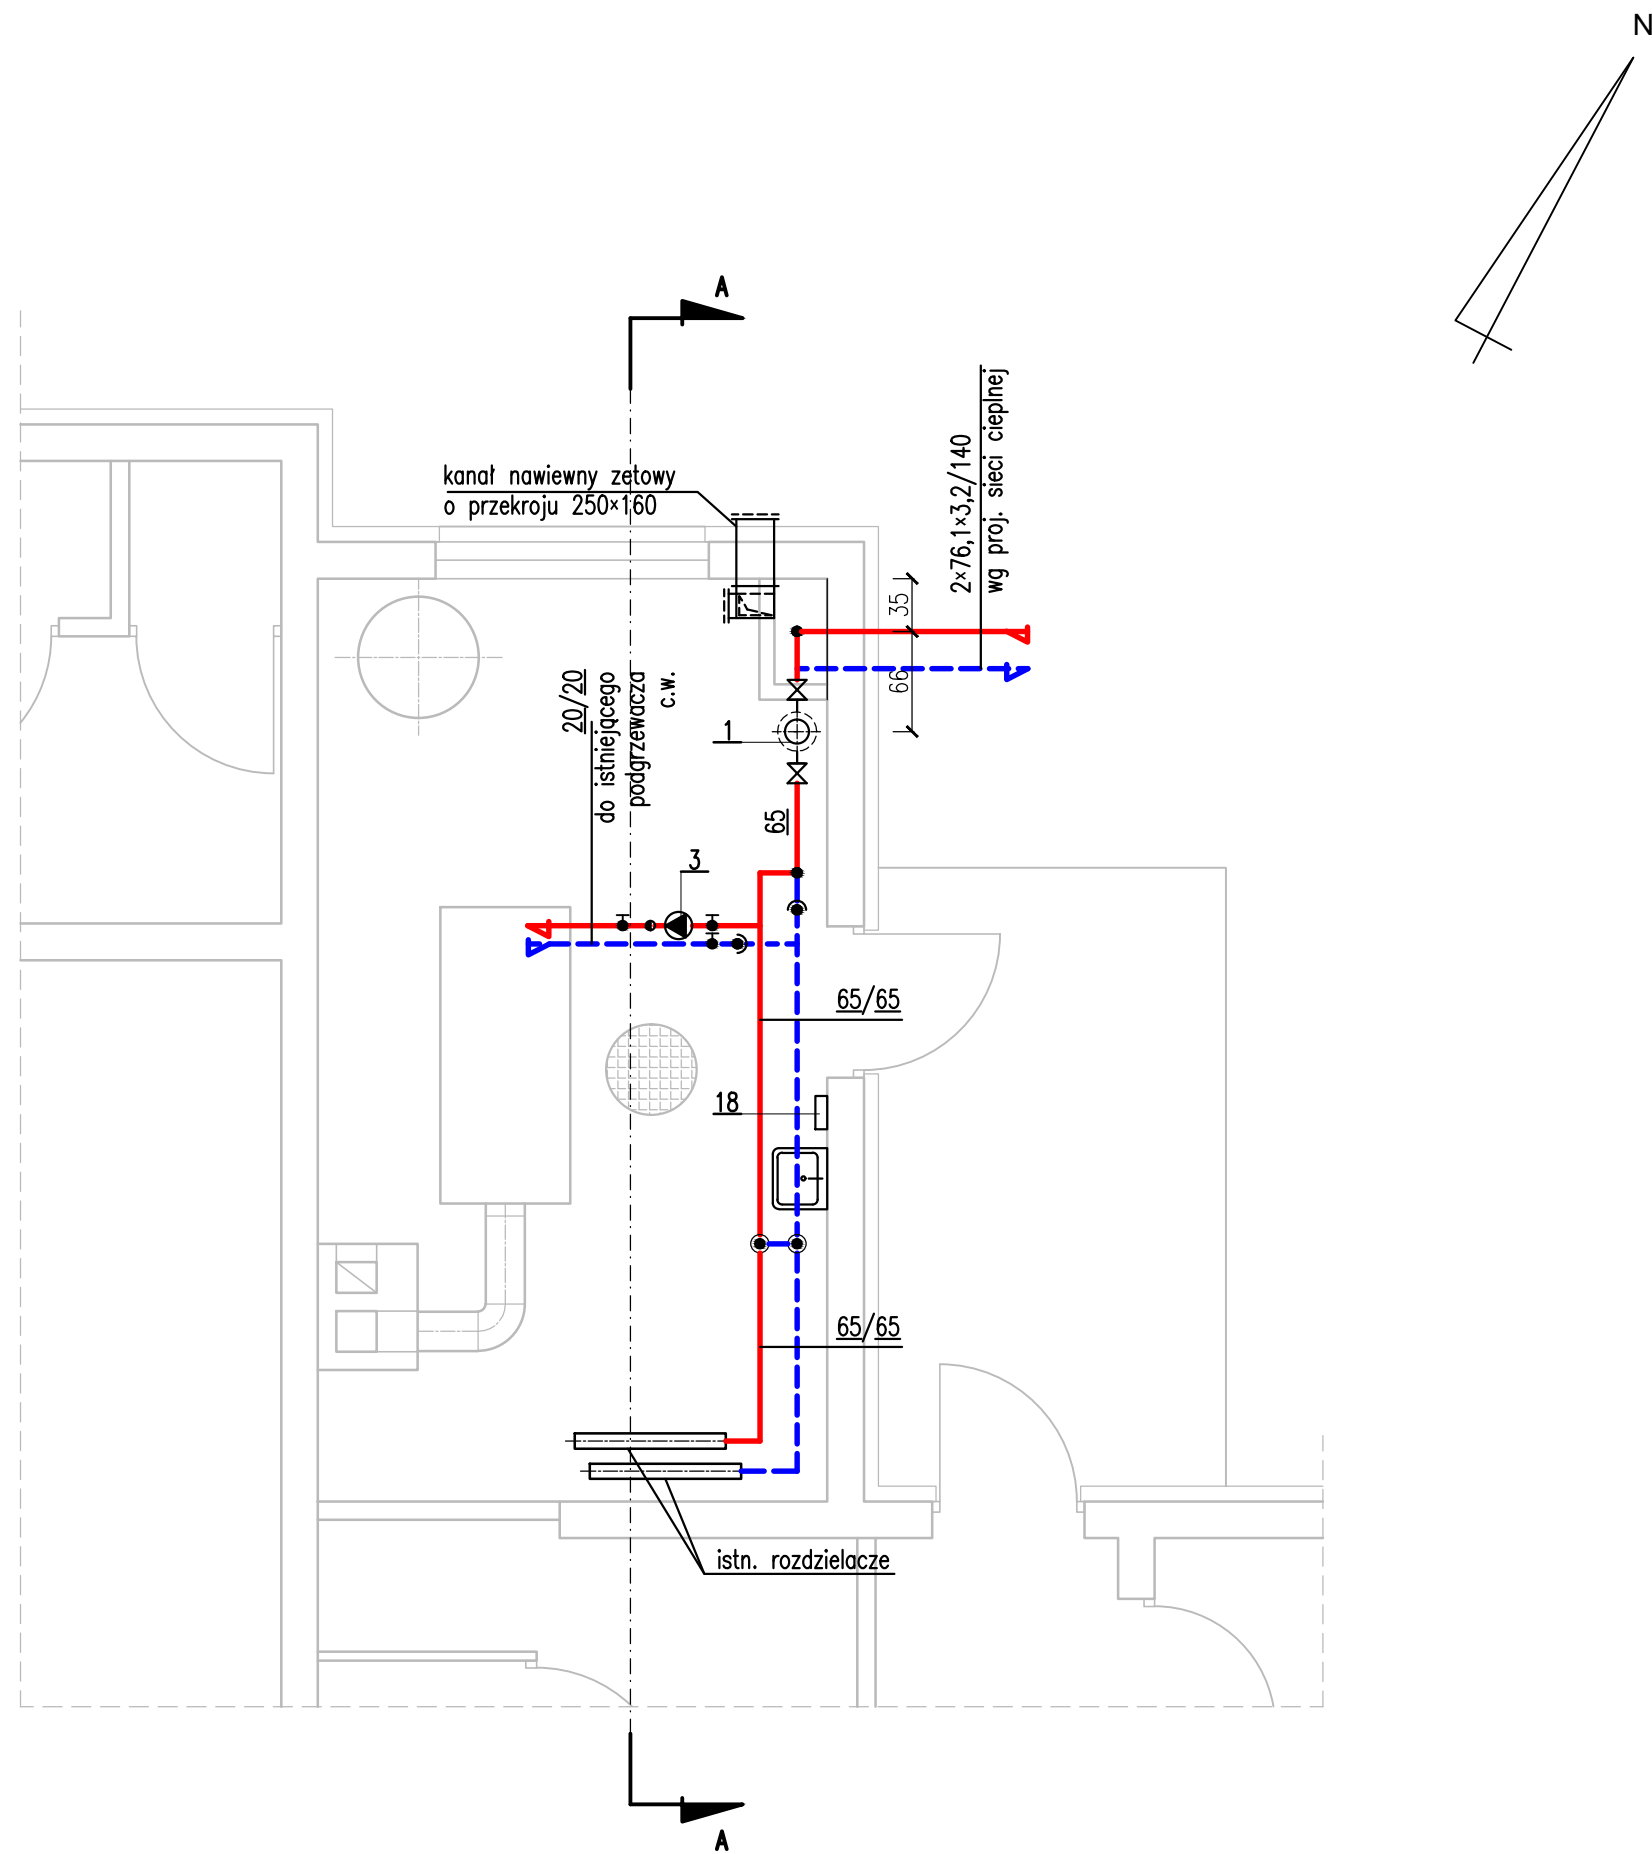 N
A
kanał nawiewny zetowy
o przekroju 250×160
2×76,1×3,2/140
wg proj. sieci cieplnej
35
66
20/20
do istniejącego
podgrzewacza
c.w.
1
65
3
65/65
18
65/65
istn. rozdzielacze
A